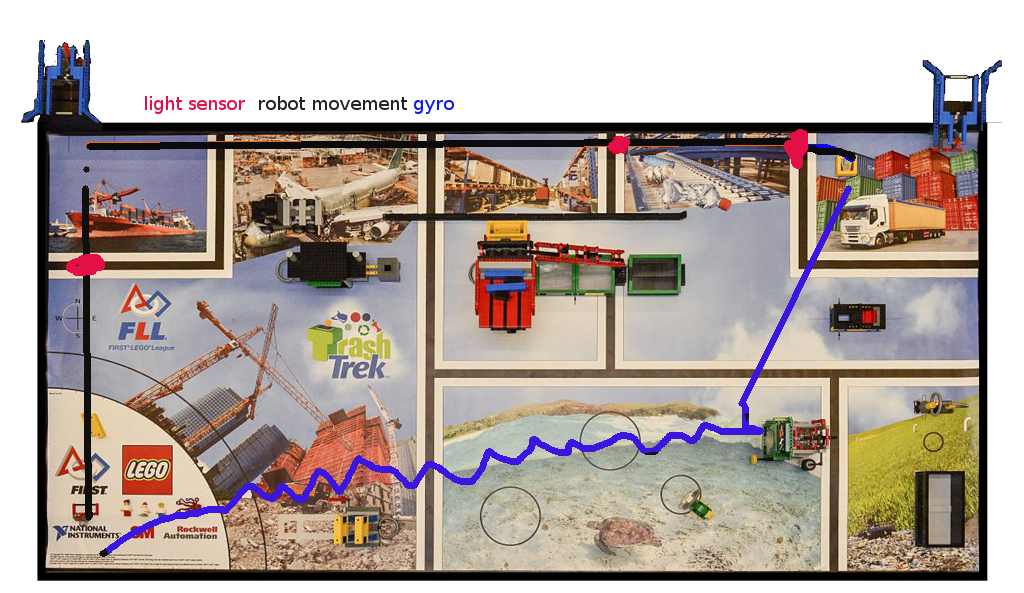 light sensor robot movement gyro
N
W E
S
FLL
FIRST LEGO League
Trash
Trek
FIRST
LEGO
NATIONAL
INSTRUMENTS
3M
Rockwell
Automation